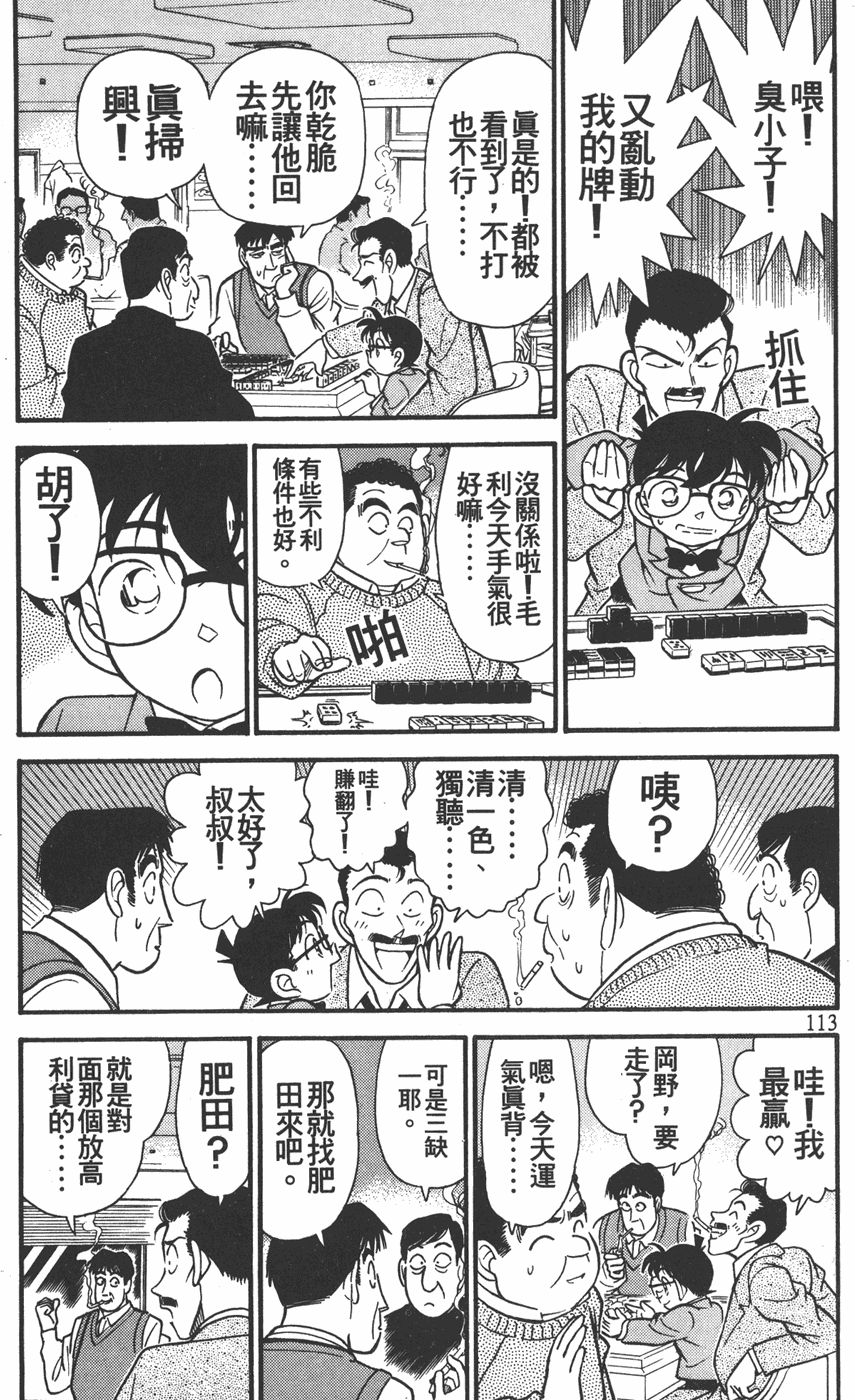 喂！
臭小子！
又亂動
我的牌！
抓住
眞是的！都被
看到了，不打
也不行……
你乾脆
先讓他回
去嘛……
眞掃
興！
沒關係啦！毛
利今天手氣很
好嘛……
有些不利
條件也好。
啪
胡了！
咦？
清……
清一色、
獨聽……
哇！
賺翻了！
太好了，
叔叔！
113
哇！我
最贏♡
岡野，要
走了？
嗯，今天運
氣眞背……
可是三缺
一耶。
那就找肥
田來吧。
肥田？
就是對
面那個放高
利貸的……